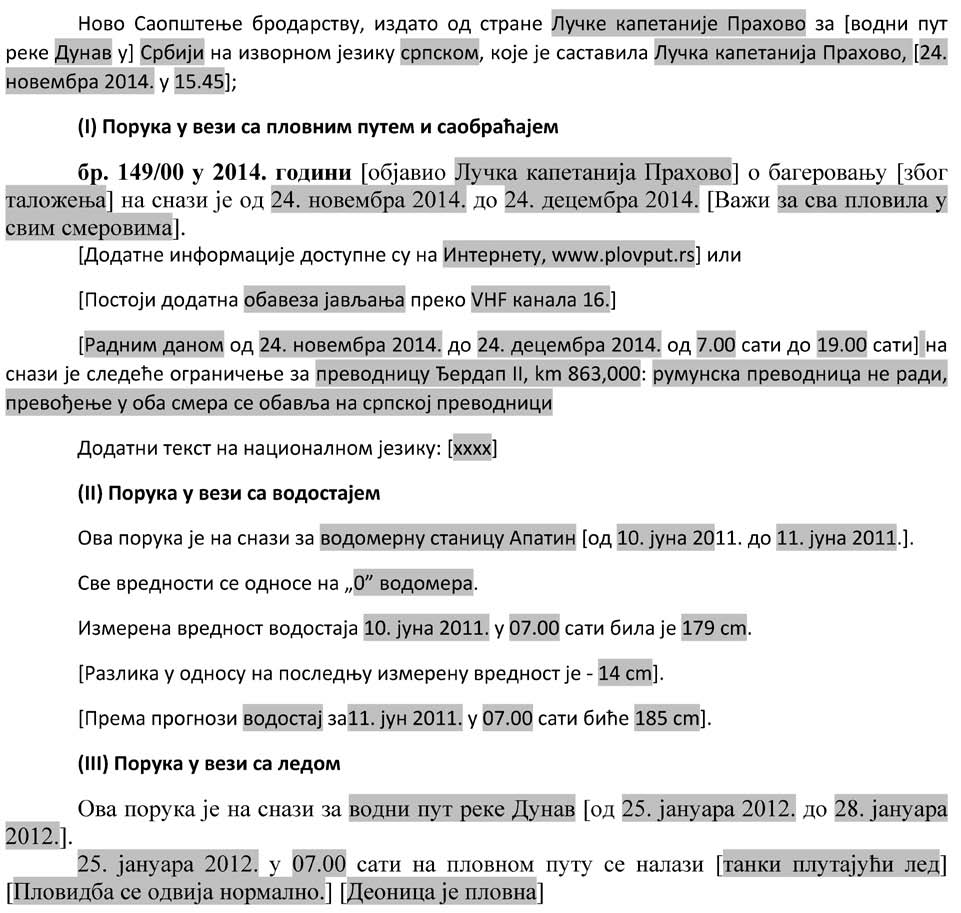 Ново Саопштење бродарству, издато од стране Лучке капетаније Прахово за [водни пут
реке Дунав у] Србији на изворном језику српском, које је саставила Лучка капетанија Прахово, [24.
новембра 2014. у 15.45];
(I) Порука у вези са пловним путем и саобраћајем
бр. 149/00 у 2014. години [објавио Лучка капетанија Прахово] о багеровању [због
таложења] на снази је од 24. новембра 2014. до 24. децембра 2014. [Важи за сва пловила у
свим смеровима].
[Додатне информације доступне су на Интернету, www.plovput.rs] или
[Постоји додатна обавеза јављања преко VHF канала 16.]
[Радним даном од 24. новембра 2014. до 24. децембра 2014. од 7.00 сати до 19.00 сати] на
снази је следеће ограничење за преводницу Ђердап II, km 863,000: румунска преводница не ради,
превођење у оба смера се обавља на српској преводници
Додатни текст на националном језику: [xxxx]
(II) Порука у вези са водостајем
Ова порука је на снази за водомерну станицу Апатин [од 10. јуна 2011. до 11. јуна 2011.].
Све вредности се односе на „0” водомера.
Измерена вредност водостаја 10. јуна 2011. у 07.00 сати била је 179 cm.
[Разлика у односу на последњу измерену вредност је - 14 cm].
[Према прогнози водостај за11. јун 2011. у 07.00 сати биће 185 cm].
(III) Порука у вези са ледом
Ова порука је на снази за водни пут реке Дунав [од 25. јануара 2012. до 28. јануара
2012.].
25. јануара 2012. у 07.00 сати на пловном путу се налази [танки плутајући лед]
[Пловидба се одвија нормално.] [Деоница је пловна]